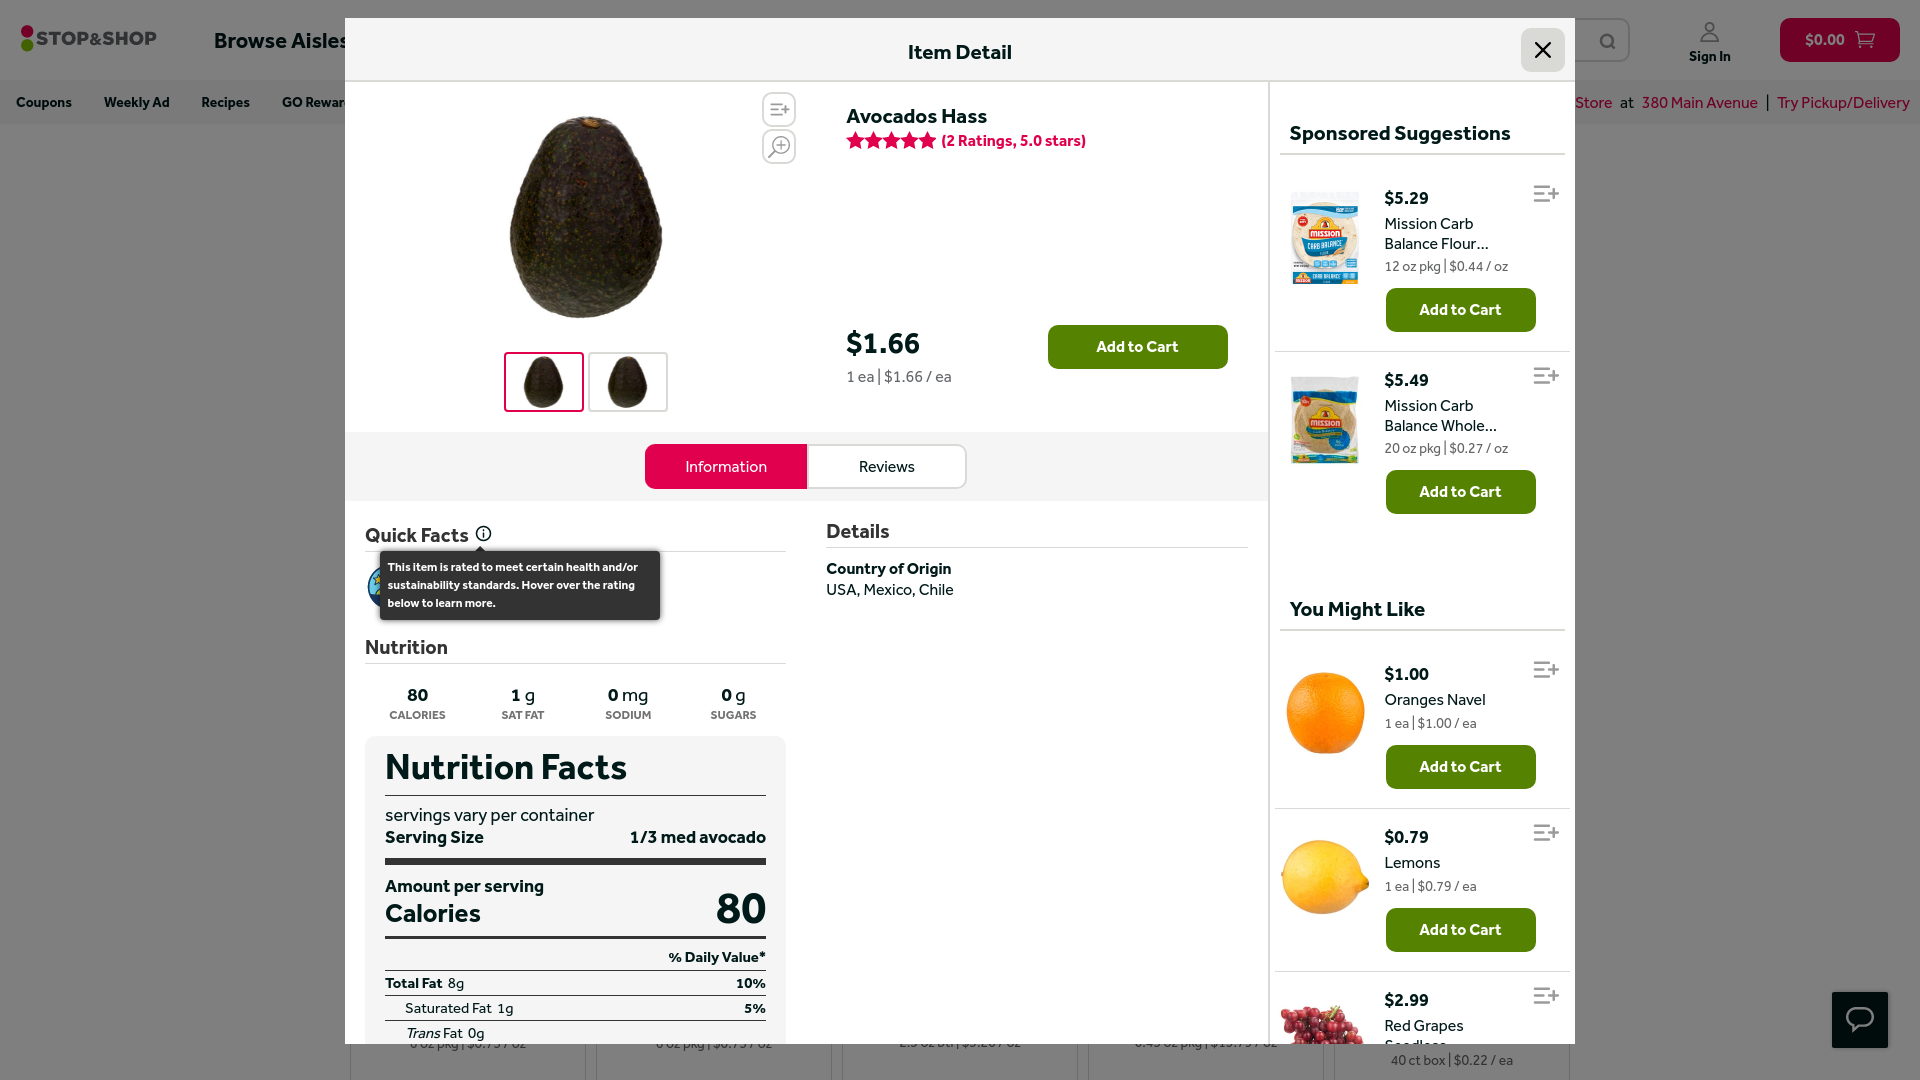 STOP&SHOP
Browse Aisles
Sign In
$0.00
Coupons
Weekly Ad
Recipes
Store at 380 Main Avenue | Try Pickup/Delivery
Item Detail
Avocados Hass
(2 Ratings, 5.0 stars)
$1.66
1 ea | $1.66 / ea
Add to Cart
Information
Reviews
Quick Facts
This item is rated to meet certain health and/or
sustainability standards. Hover over the rating
below to learn more.
Nutrition
80
CALORIES
1 g
SAT FAT
0 mg
SODIUM
0 g
SUGARS
Nutrition Facts
servings vary per container
Serving Size 1/3 med avocado
Amount per serving
Calories 80
% Daily Value*
Total Fat 8g 10%
Saturated Fat 1g 5%
Trans Fat 0g
Details
Country of Origin
USA, Mexico, Chile
Sponsored Suggestions
MISSION
CARB BALANCE
$5.29
Mission Carb
Balance Flour...
12 oz pkg | $0.44 / oz
Add to Cart
MISSION
$5.49
Mission Carb
Balance Whole...
20 oz pkg | $0.27 / oz
Add to Cart
You Might Like
$1.00
Oranges Navel
1 ea | $1.00 / ea
Add to Cart
$0.79
Lemons
1 ea | $0.79 / ea
Add to Cart
$2.99
Red Grapes
40 ct box | $0.22 / ea